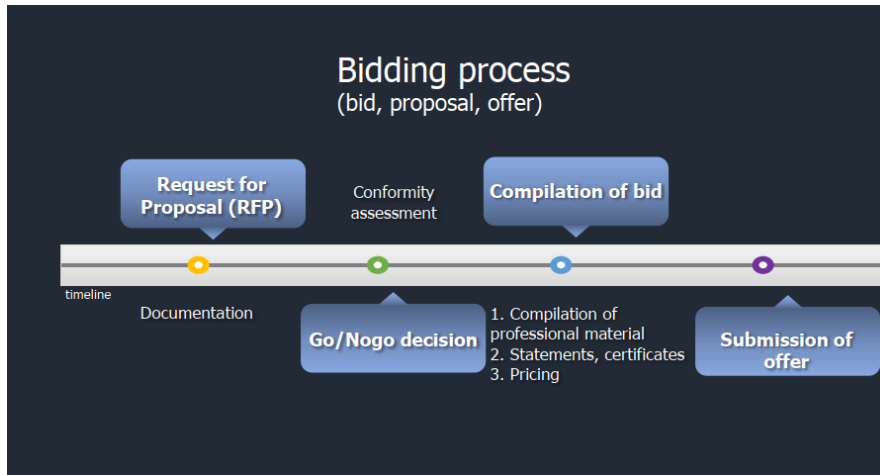 Bidding process
(bid, proposal, offer)
Request for
Proposal (RFP)
Conformity
assessment
Compilation of bid
timeline
Documentation
Go/Nogo decision
1. Compilation of
professional material
2. Statements, certificates
3. Pricing
Submission of
offer